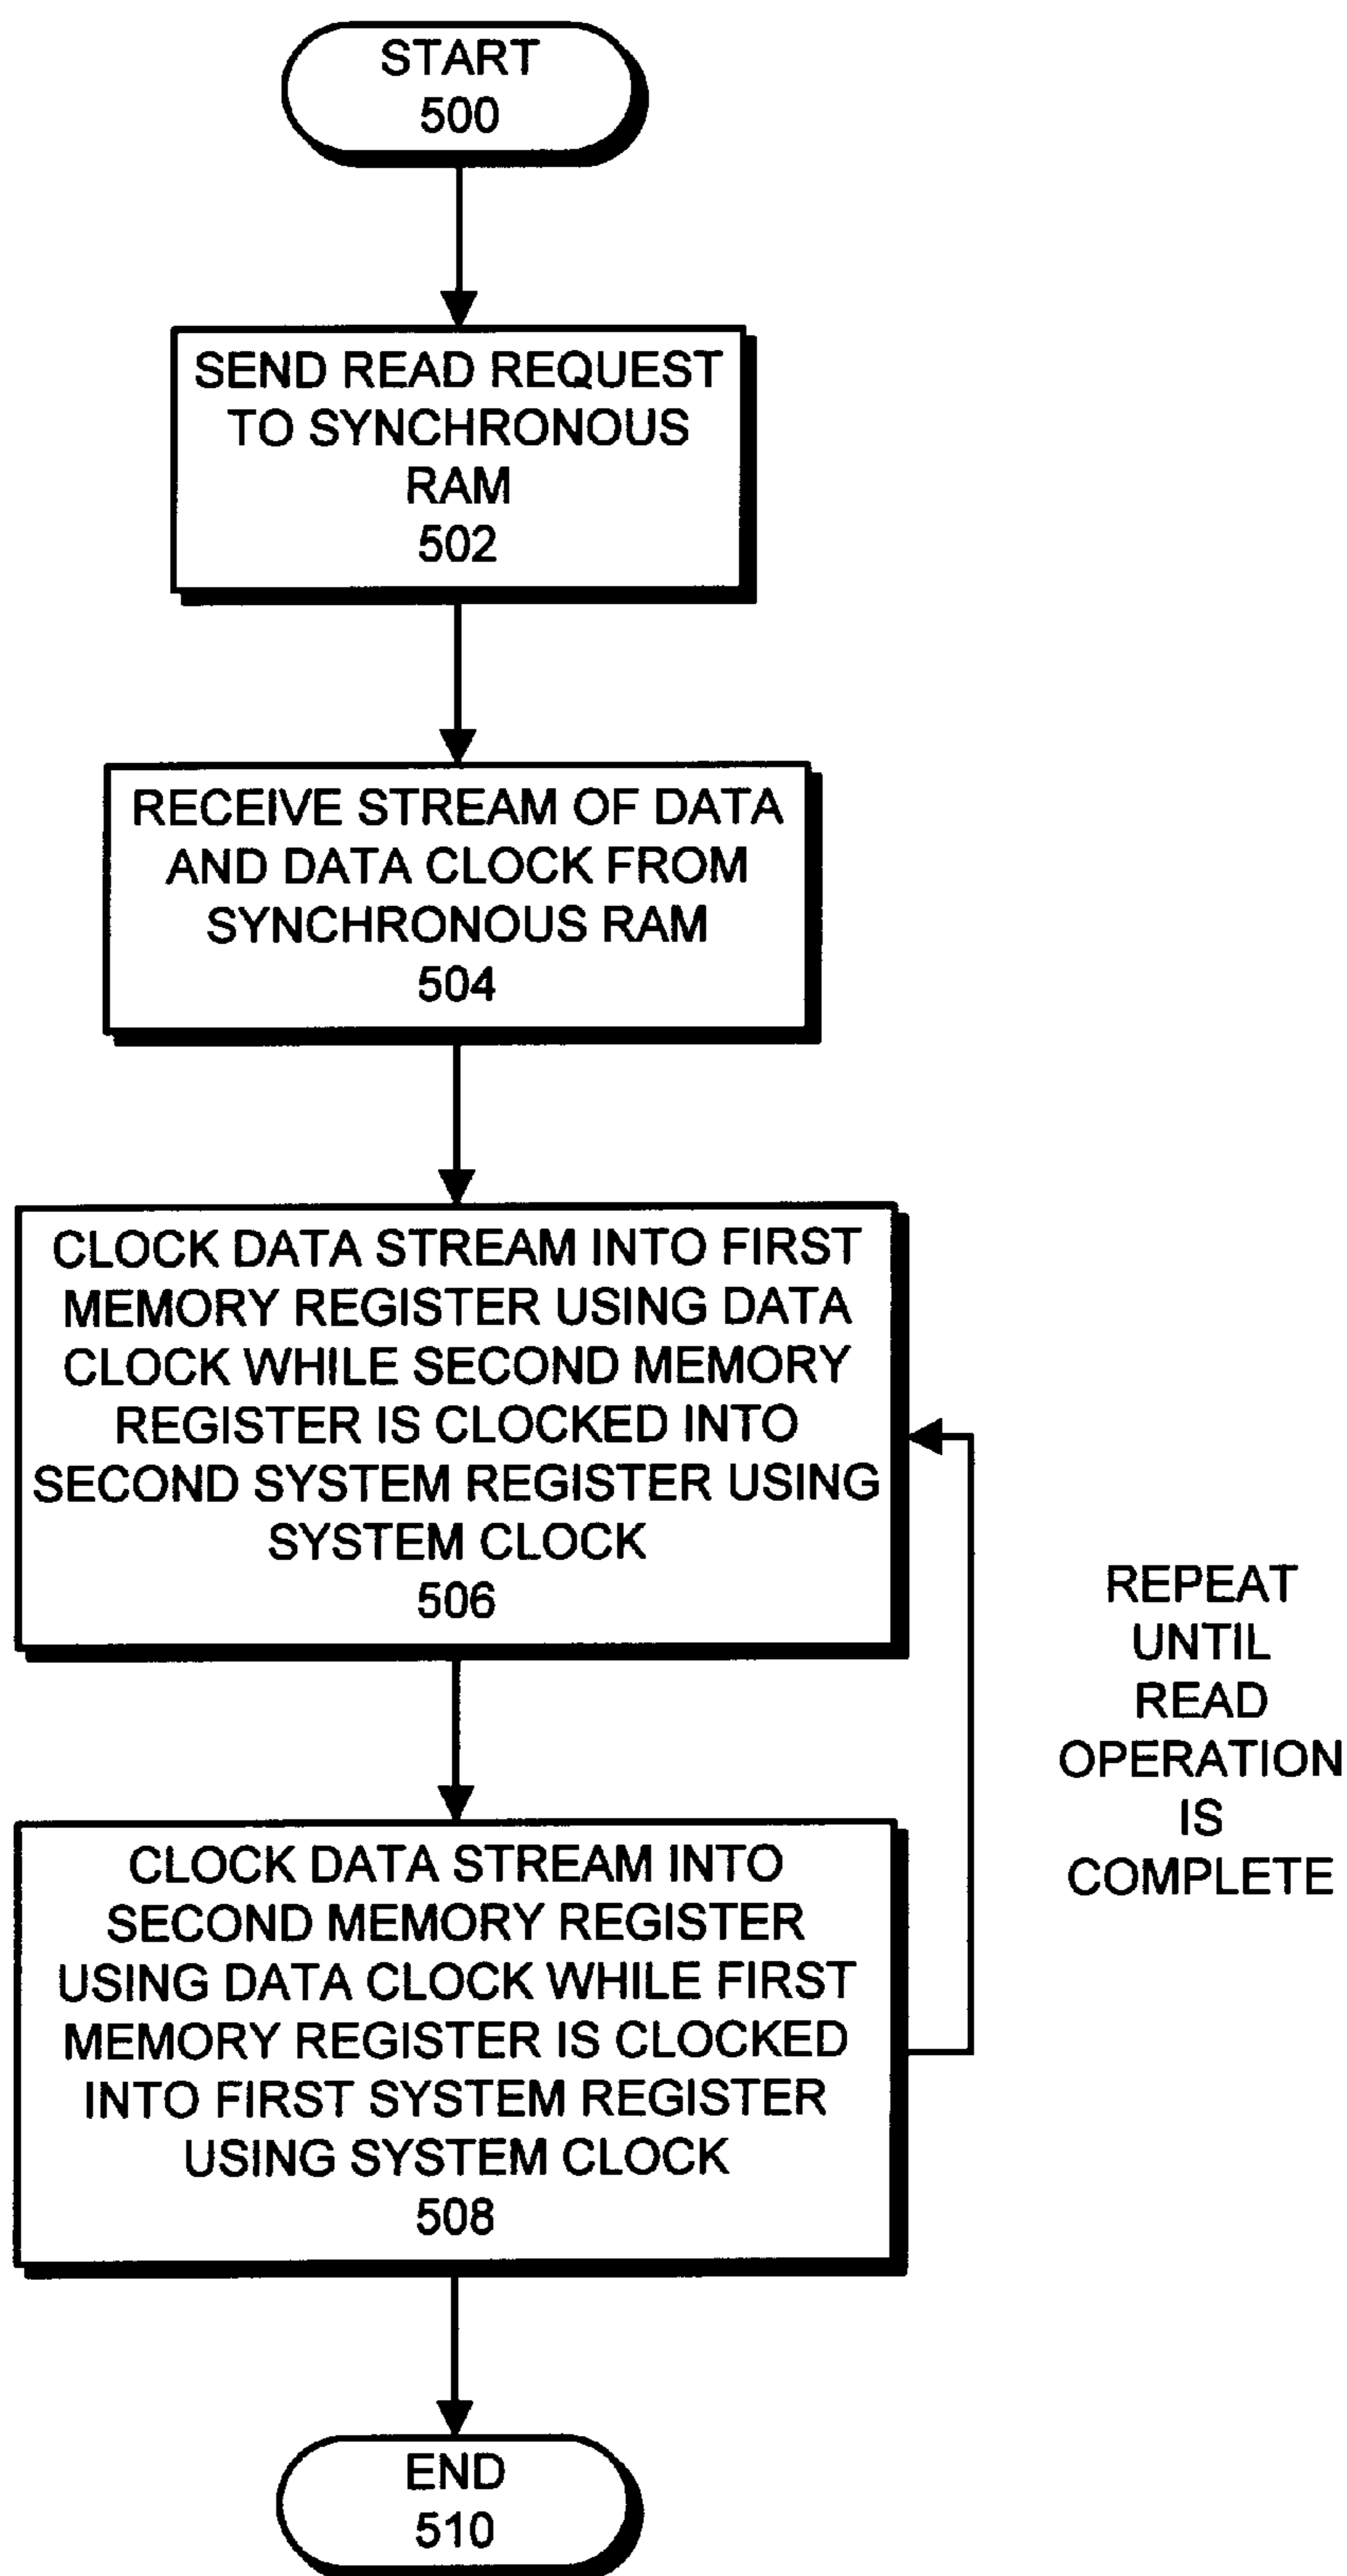 START
500
SEND READ REQUEST
TO SYNCHRONOUS
RAM
502
RECEIVE STREAM OF DATA
AND DATA CLOCK FROM
SYNCHRONOUS RAM
504
CLOCK DATA STREAM INTO FIRST
MEMORY REGISTER USING DATA
CLOCK WHILE SECOND MEMORY
REGISTER IS CLOCKED INTO
SECOND SYSTEM REGISTER USING
SYSTEM CLOCK
506
REPEAT
UNTIL
READ
OPERATION
IS
COMPLETE
CLOCK DATA STREAM INTO
SECOND MEMORY REGISTER
USING DATA CLOCK WHILE FIRST
MEMORY REGISTER IS CLOCKED
INTO FIRST SYSTEM REGISTER
USING SYSTEM CLOCK
508
END
510